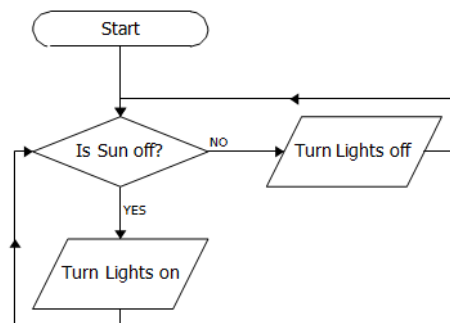 Start
Is Sun off?
NO
Turn Lights off
YES
Turn Lights on